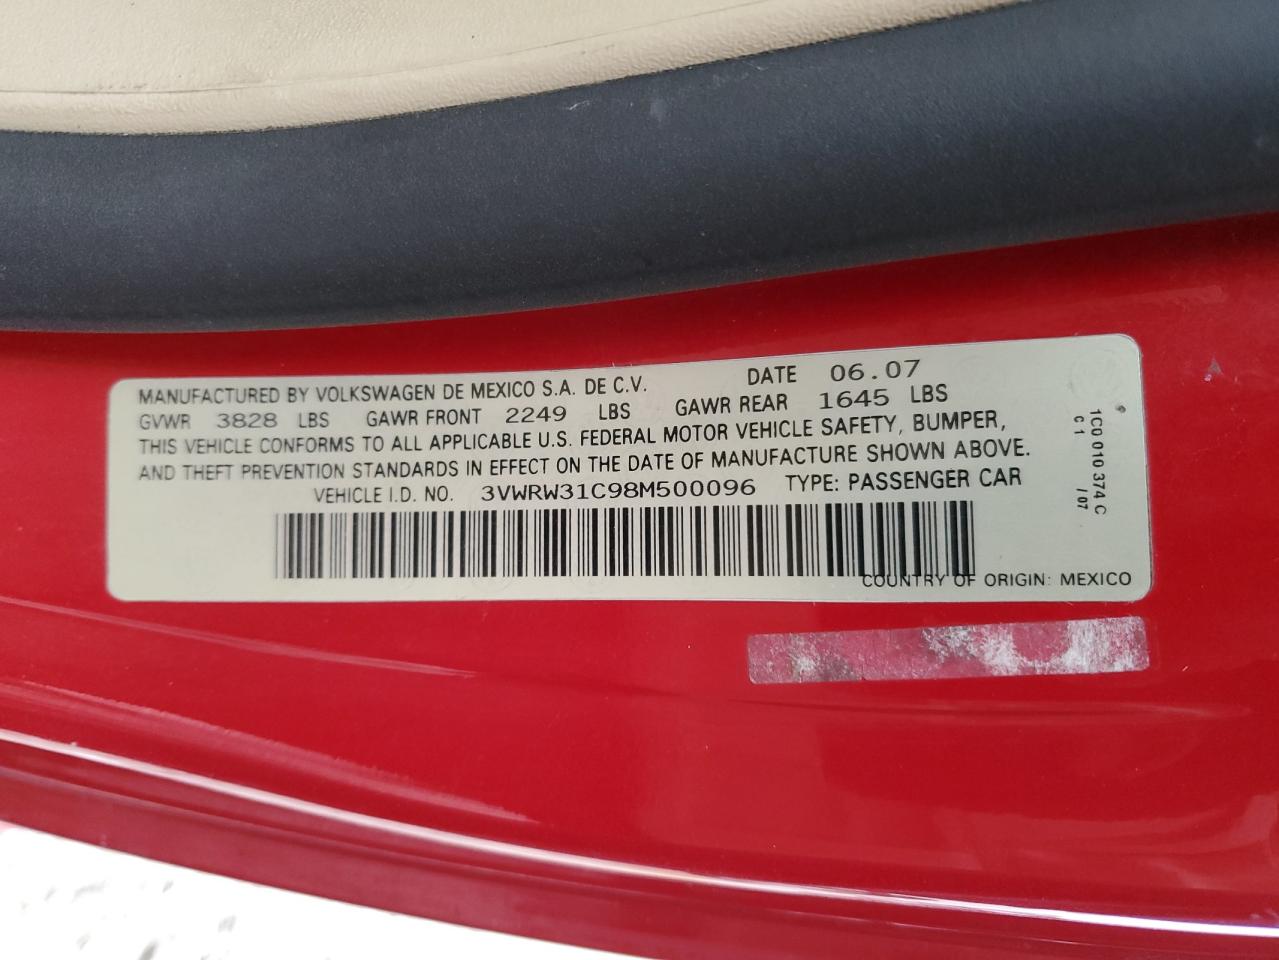 MANUFACTURED BY VOLKSWAGEN DE MEXICO S.A. DE C.V. DATE 06.07
GVWR 3828 LBS GAWR FRONT 2249 LBS GAWR REAR 1645 LBS
THIS VEHICLE CONFORMS TO ALL APPLICABLE U.S. FEDERAL MOTOR VEHICLE SAFETY, BUMPER,
AND THEFT PREVENTION STANDARDS IN EFFECT ON THE DATE OF MANUFACTURE SHOWN ABOVE.
VEHICLE I.D. NO. 3VWRW31C98M500096 TYPE: PASSENGER CAR
COUNTRY OF ORIGIN: MEXICO
1C0 010 374 C
C1 /07